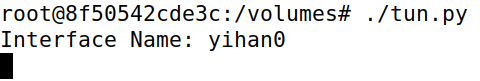 root@8f50542cde3c:/volumes# ./tun.py
Interface Name: yihan0